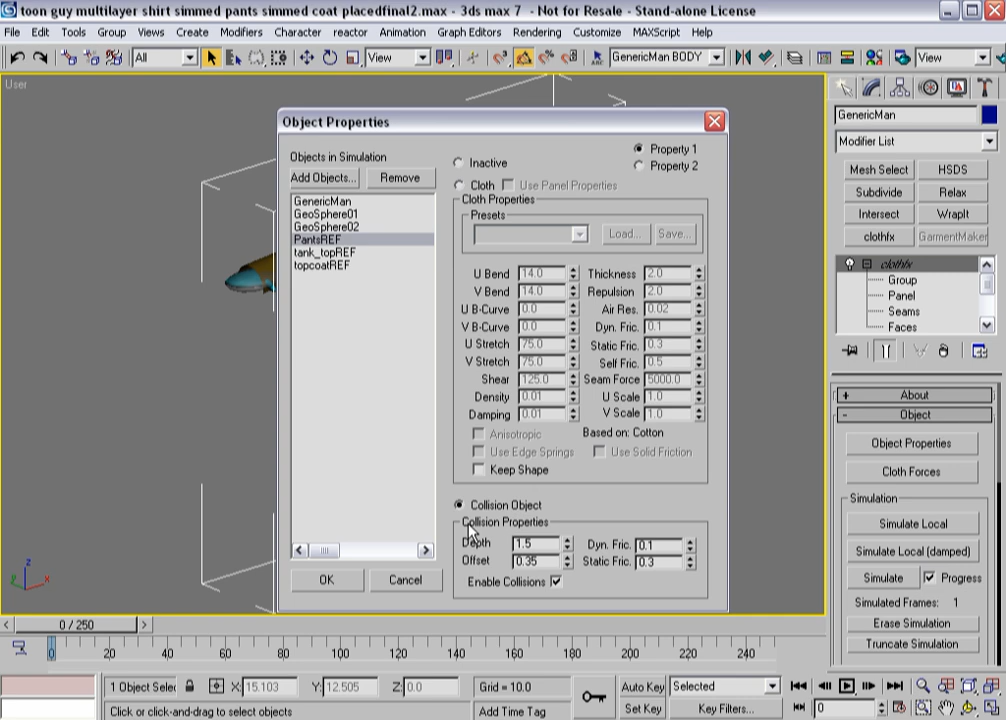 toon guy multilayer shirt simmed pants simmed coat placedfinal2.max - 3ds max 7 - Not for Resale - Stand-alone License
File Edit Tools Group Views Create Modifiers Character reactor Animation Graph Editors Rendering Customize MAXScript Help
All View GenericMan BODY View
User
Object Properties
Objects in Simulation
Add Objects... Remove
GenericMan
GeoSphere01
GeoSphere02
PantsREF
tank_topREF
topcoatREF
OK Cancel
Inactive
Property 1
Property 2
Cloth Use Panel Properties
Cloth Properties
Presets
Load... Save...
U Bend 14.0 Thickness 2.0
V Bend 14.0 Repulsion 2.0
U B-Curve 0.0 Air Res. 0.02
V B-Curve 0.0 Dyn. Fric. 0.1
U Stretch 75.0 Static Fric. 0.3
V Stretch 75.0 Self Fric. 0.5
Shear 125.0 Seam Force 5000.0
Density 0.01 U Scale 1.0
Damping 0.01 V Scale 1.0
Anisotropic Based on: Cotton
Use Edge Springs Use Solid Friction
Keep Shape
Collision Object
Collision Properties
Depth 1.5 Dyn. Fric. 0.1
Offset 0.35 Static Fric. 0.3
Enable Collisions
GenericMan
Modifier List
Mesh Select HSDS
Subdivide Relax
Intersect WrapIt
clothfx GarmentMaker
clothfx
Group
Panel
Seams
Faces
+ About
- Object
Object Properties
Cloth Forces
Simulation
Simulate Local
Simulate Local (damped)
Simulate Progress
Simulated Frames: 1
Erase Simulation
Truncate Simulation
z
y x
< 0 / 250 >
0 20 40 60 80 100 120 140 160 180 200 220 240
1 Object Selec X: 15.103 Y: 12.505 Z: 0.0 Grid = 10.0 Auto Key Selected
Click or click-and-drag to select objects Add Time Tag Set Key Key Filters... 0